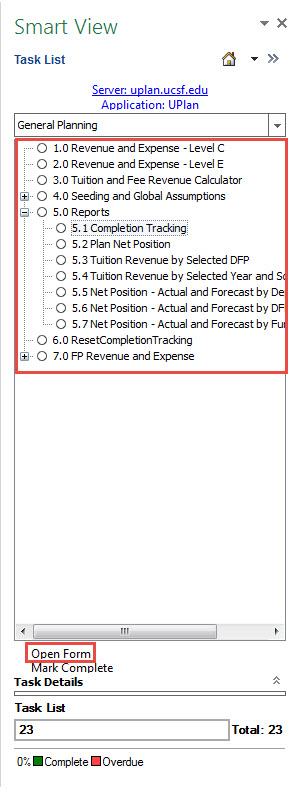 Smart View
Task List
Server: uplan.ucsf.edu
Application: UPlan
General Planning
1.0 Revenue and Expense - Level C
2.0 Revenue and Expense - Level E
3.0 Tuition and Fee Revenue Calculator
4.0 Seeding and Global Assumptions
5.0 Reports
5.1 Completion Tracking
5.2 Plan Net Position
5.3 Tuition Revenue by Selected DFP
5.4 Tuition Revenue by Selected Year and Sc
5.5 Net Position - Actual and Forecast by De
5.6 Net Position - Actual and Forecast by DF
5.7 Net Position - Actual and Forecast by Fur
6.0 ResetCompletionTracking
7.0 FP Revenue and Expense
Open Form
Mark Complete
Task Details
Task List
23 Total: 23
0% Complete Overdue